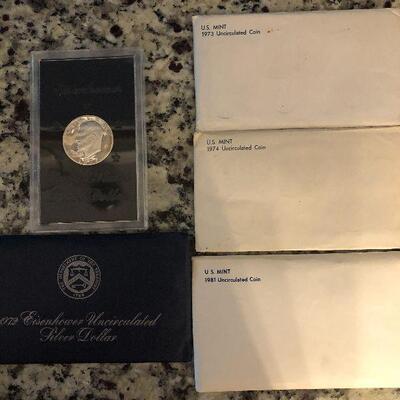 U.S. MINT
1973 Uncirculated Coin
U.S. MINT
1974 Uncirculated Coin
U.S. MINT
1981 Uncirculated Coin
1972 Eisenhower Uncirculated
Silver Dollar